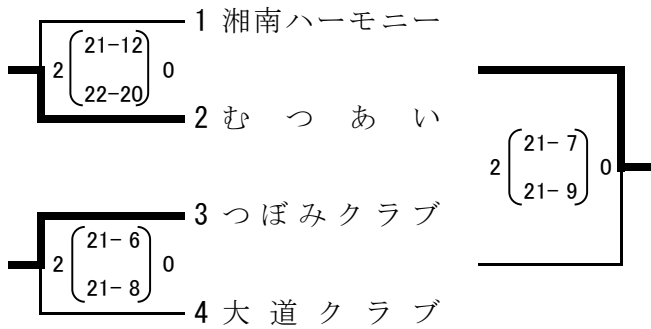 1 湘南ハーモニー
2 (21-12 0
22-20)
2 むつあい
2 (21-7 0
21-9)
3 つぼみクラブ
2 (21-6 0
21-8)
4 大道クラブ